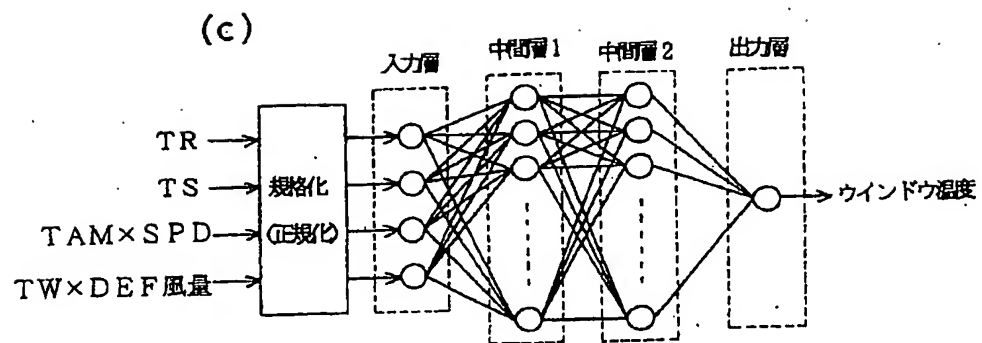 (c)
入力層
中間層1
中間層2
出力層
TR
TS
TAM×SPD
TW×DEF風量
規格化
(正規化)
ウインドウ温度